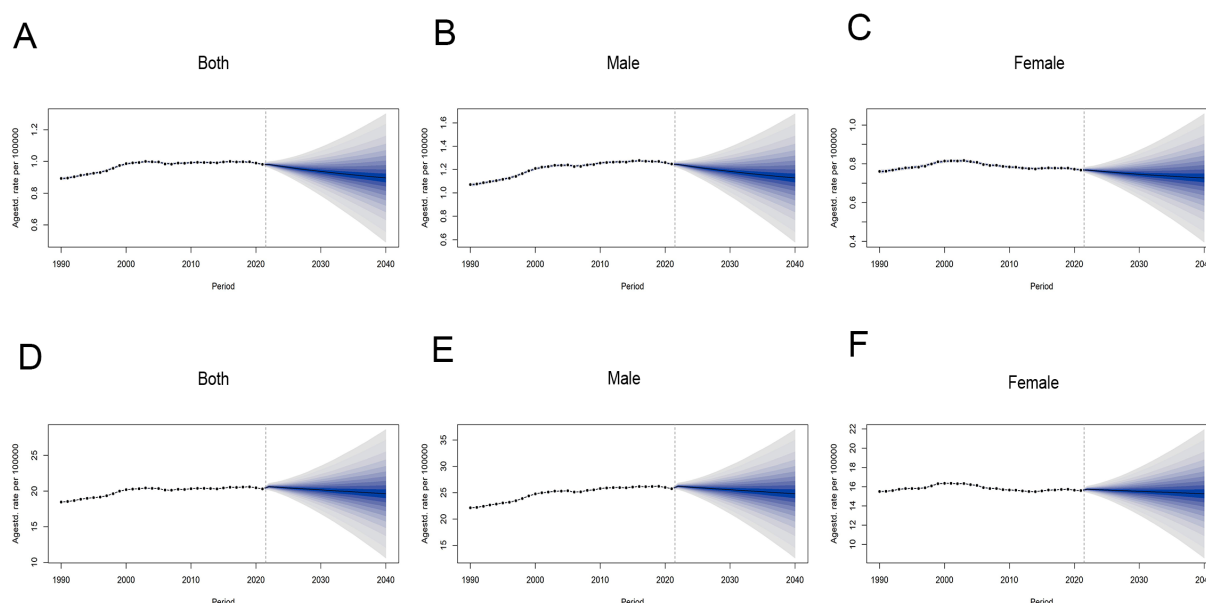 A
Both
Agestd. rate per 100000
0.6 0.8 1.0 1.2
1990 2000 2010 2020 2030 2040
Period
B
Male
Agestd. rate per 100000
0.6 0.8 1.0 1.2 1.4 1.6
1990 2000 2010 2020 2030 2040
Period
C
Female
Agestd. rate per 100000
0.4 0.6 0.8 1.0
1990 2000 2010 2020 2030
Period
D
Both
Agestd. rate per 100000
10 15 20 25
1990 2000 2010 2020 2030 2040
Period
E
Male
Agestd. rate per 100000
15 20 25 30 35
1990 2000 2010 2020 2030 2040
Period
F
Female
Agestd. rate per 100000
10 12 14 16 18 20 22
1990 2000 2010 2020 2030
Period